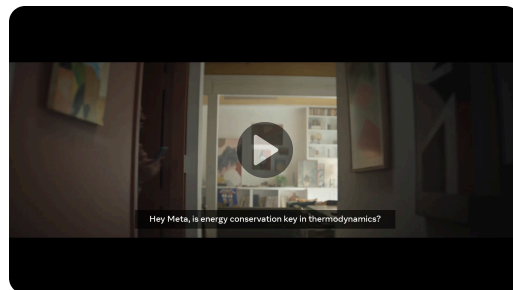 Hey Meta, is energy conservation key in thermodynamics?